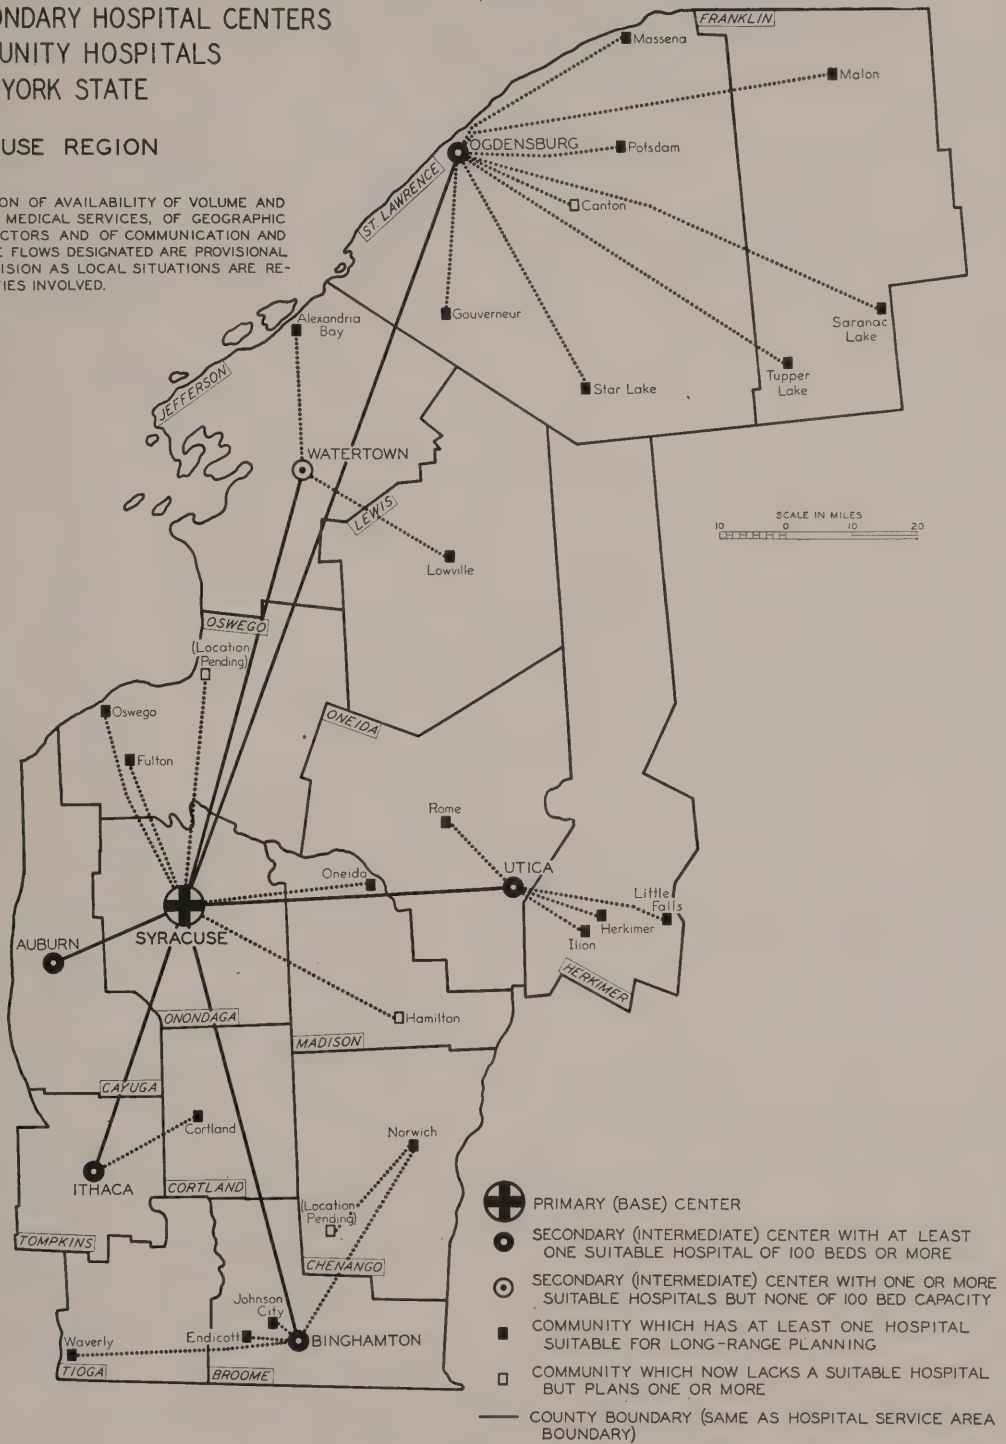 ONDARY HOSPITAL CENTERS
UNITY HOSPITALS
YORK STATE
USE REGION
ON OF AVAILABILITY OF VOLUME AND
MEDICAL SERVICES, OF GEOGRAPHIC
CTORS AND OF COMMUNICATION AND
E FLOWS DESIGNATED ARE PROVISIONAL
VISION AS LOCAL SITUATIONS ARE RE-
TIES INVOLVED.
FRANKLIN
Massena
Malon
OGDENSBURG
Potsdam
ST. LAWRENCE
Canton
Gouverneur
Saranac
Lake
Alexandria
Bay
Tupper
Lake
Star Lake
JEFFERSON
WATERTOWN
LEWIS
SCALE IN MILES
10 0 10 20
Lowville
OSWEGO
(Location
Pending)
Oswego
ONEIDA
Fulton
Rome
UTICA
Oneida
Little
Falls
Herkimer
Ilion
SYRACUSE
AUBURN
HERKIMER
ONONDAGA
Hamilton
MADISON
CAYUGA
Cortland
Norwich
ITHACA
CORTLAND
(Location
Pending)
TOMPKINS
CHENANGO
Johnson
City
Endicott
BINGHAMTON
Waverly
TIOGA
BROOME
PRIMARY (BASE) CENTER
SECONDARY (INTERMEDIATE) CENTER WITH AT LEAST
ONE SUITABLE HOSPITAL OF 100 BEDS OR MORE
SECONDARY (INTERMEDIATE) CENTER WITH ONE OR MORE
SUITABLE HOSPITALS BUT NONE OF 100 BED CAPACITY
COMMUNITY WHICH HAS AT LEAST ONE HOSPITAL
SUITABLE FOR LONG-RANGE PLANNING
COMMUNITY WHICH NOW LACKS A SUITABLE HOSPITAL
BUT PLANS ONE OR MORE
COUNTY BOUNDARY (SAME AS HOSPITAL SERVICE AREA
BOUNDARY)